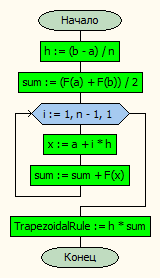 Начало
h := (b - a) / n
sum := (F(a) + F(b)) / 2
i := 1, n - 1, 1
x := a + i * h
sum := sum + F(x)
TrapezoidalRule := h * sum
Конец